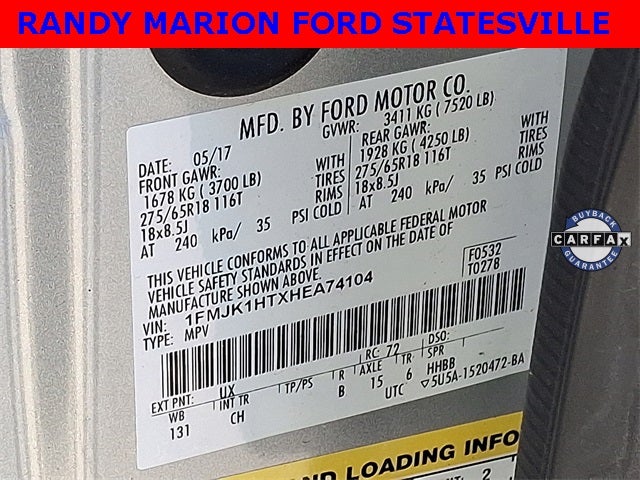 RANDY MARION FORD STATESVILLE
MFD. BY FORD MOTOR CO.
DATE: 05/17
GVWR: 3411 KG ( 7520 LB)
FRONT GAWR: WITH
1678 KG ( 3700 LB) TIRES
275/65R18 116T RIMS
18x8.5J PSI COLD
AT 240 kPa/ 35
REAR GAWR: WITH
1928 KG ( 4250 LB) TIRES
275/65R18 116T RIMS
18x8.5J PSI COLD
AT 240 kPa/ 35
THIS VEHICLE CONFORMS TO ALL APPLICABLE FEDERAL MOTOR
VEHICLE SAFETY STANDARDS IN EFFECT ON THE DATE OF
MANUFACTURE SHOWN ABOVE.
F0532
T0278
VIN: 1FMJK1HTXHEA74104
TYPE: MPV
EXT PNT: UX RC: 72 DSO:
WB INT TR TP/PS R AXLE TR SPR
131 CH B 15 6 HHBB
UTC ▽5U5A-1520472-BA
BUYBACK
CARFAX
GUARANTEE
AND LOADING INFO
2